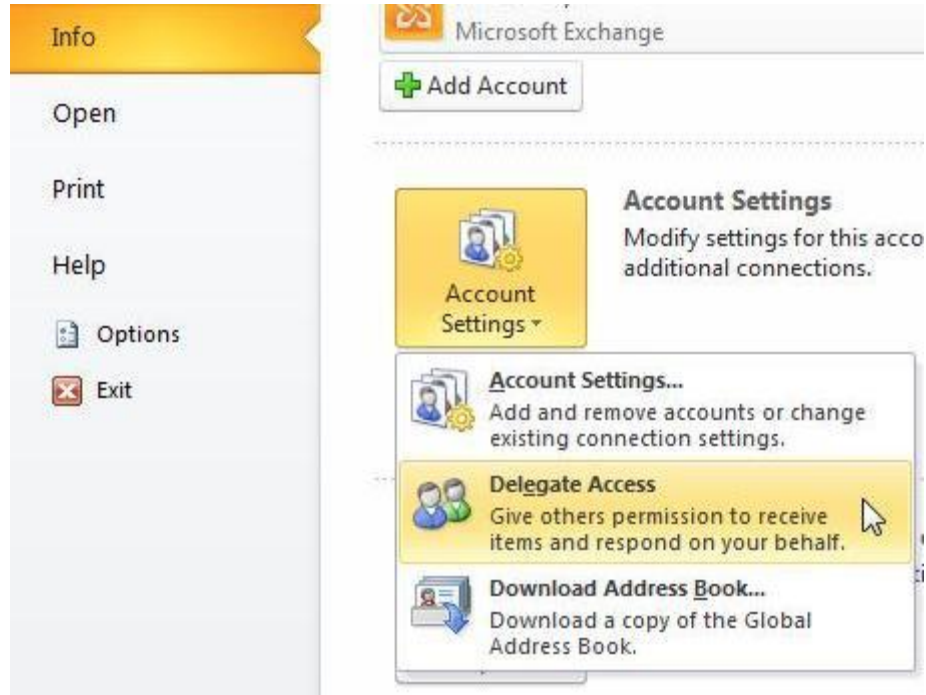 Info
Open
Print
Help
Options
Exit
Microsoft Exchange
Add Account
Account Settings
Modify settings for this acco
additional connections.
Account
Settings
Account Settings...
Add and remove accounts or change
existing connection settings.
Delegate Access
Give others permission to receive
items and respond on your behalf.
Download Address Book...
Download a copy of the Global
Address Book.